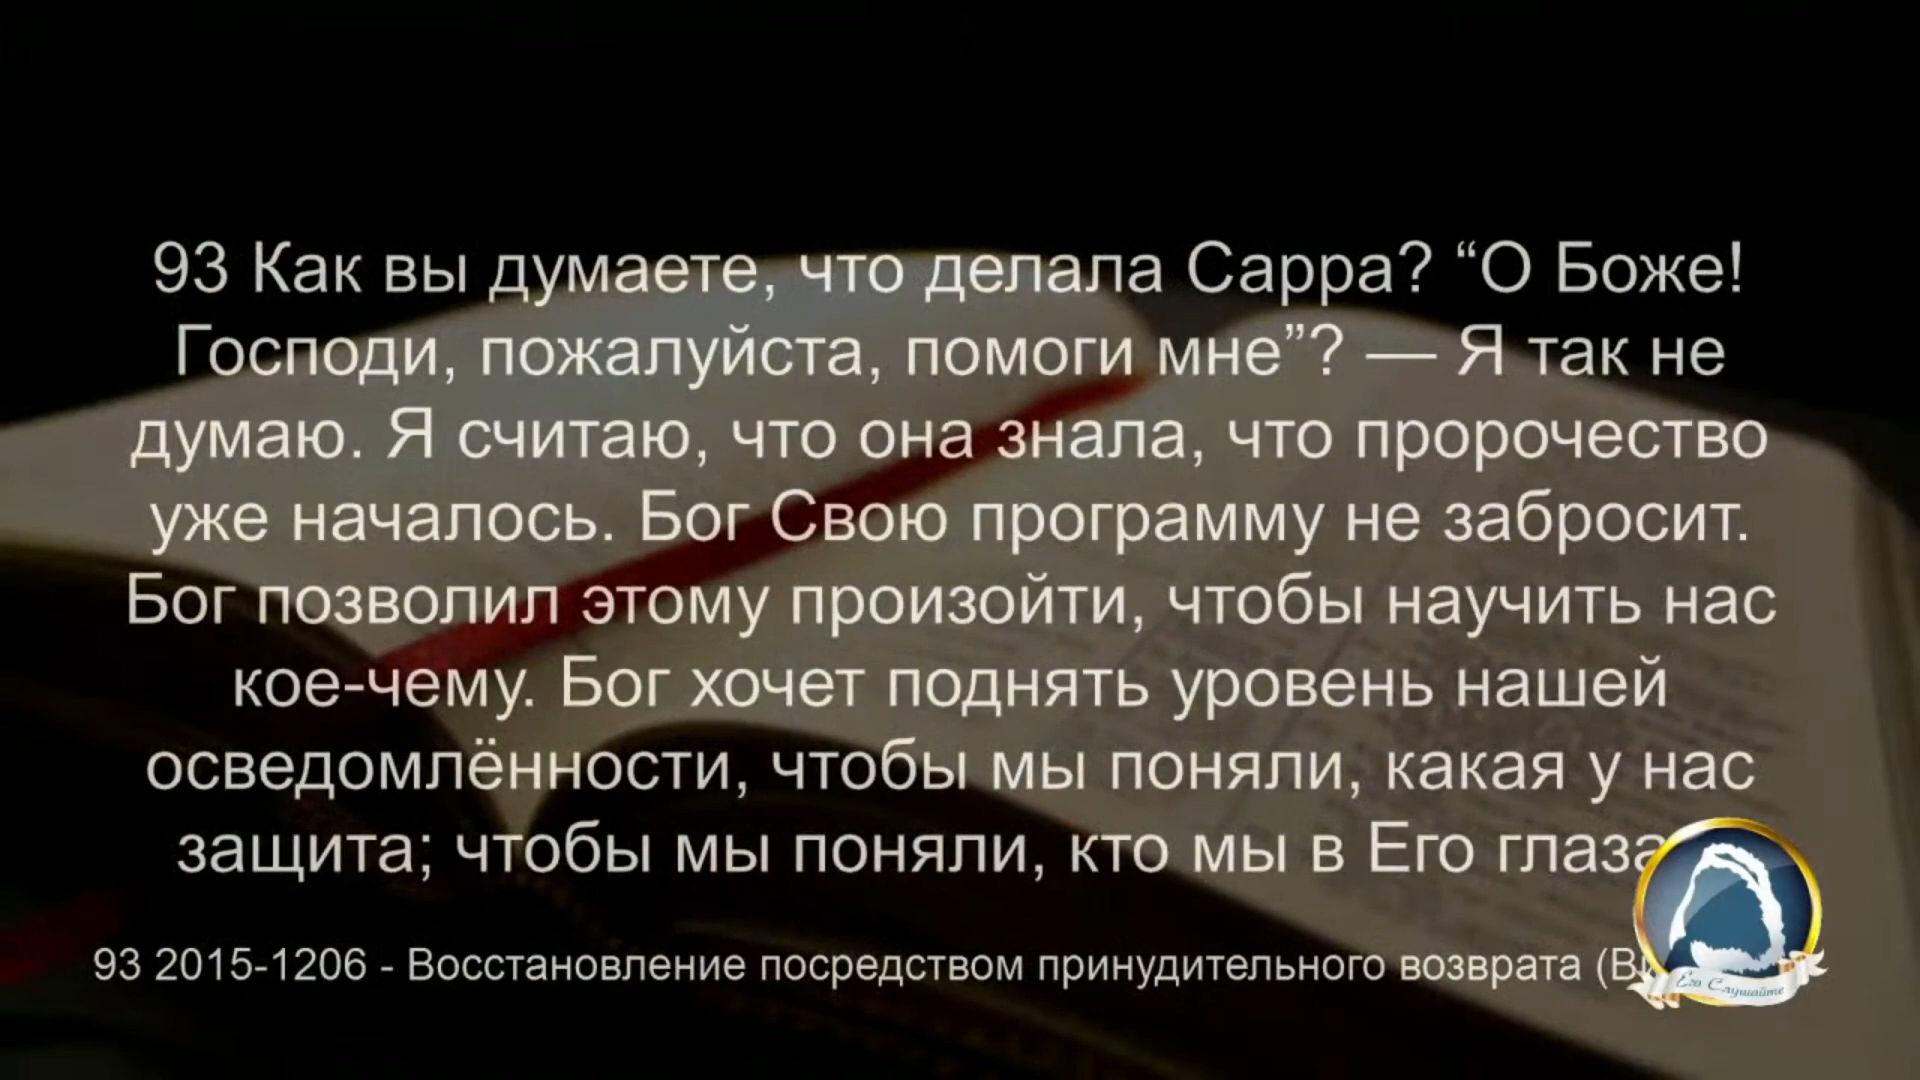 93 Как вы думаете, что делала Сарра? “О Боже!
Господи, пожалуйста, помоги мне”? — Я так не
думаю. Я считаю, что она знала, что пророчество
уже началось. Бог Свою программу не забросит.
Бог позволил этому произойти, чтобы научить нас
кое-чему. Бог хочет поднять уровень нашей
осведомлённости, чтобы мы поняли, какая у нас
защита; чтобы мы поняли, кто мы в Его
93 2015-1206 - Восстановление посредством принудительного возврата
Его Слушайте